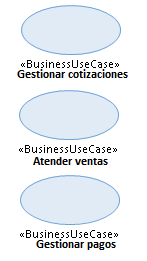 «BusinessUseCase»
Gestionar cotizaciones
«BusinessUseCase»
Atender ventas
«BusinessUseCase»
Gestionar pagos